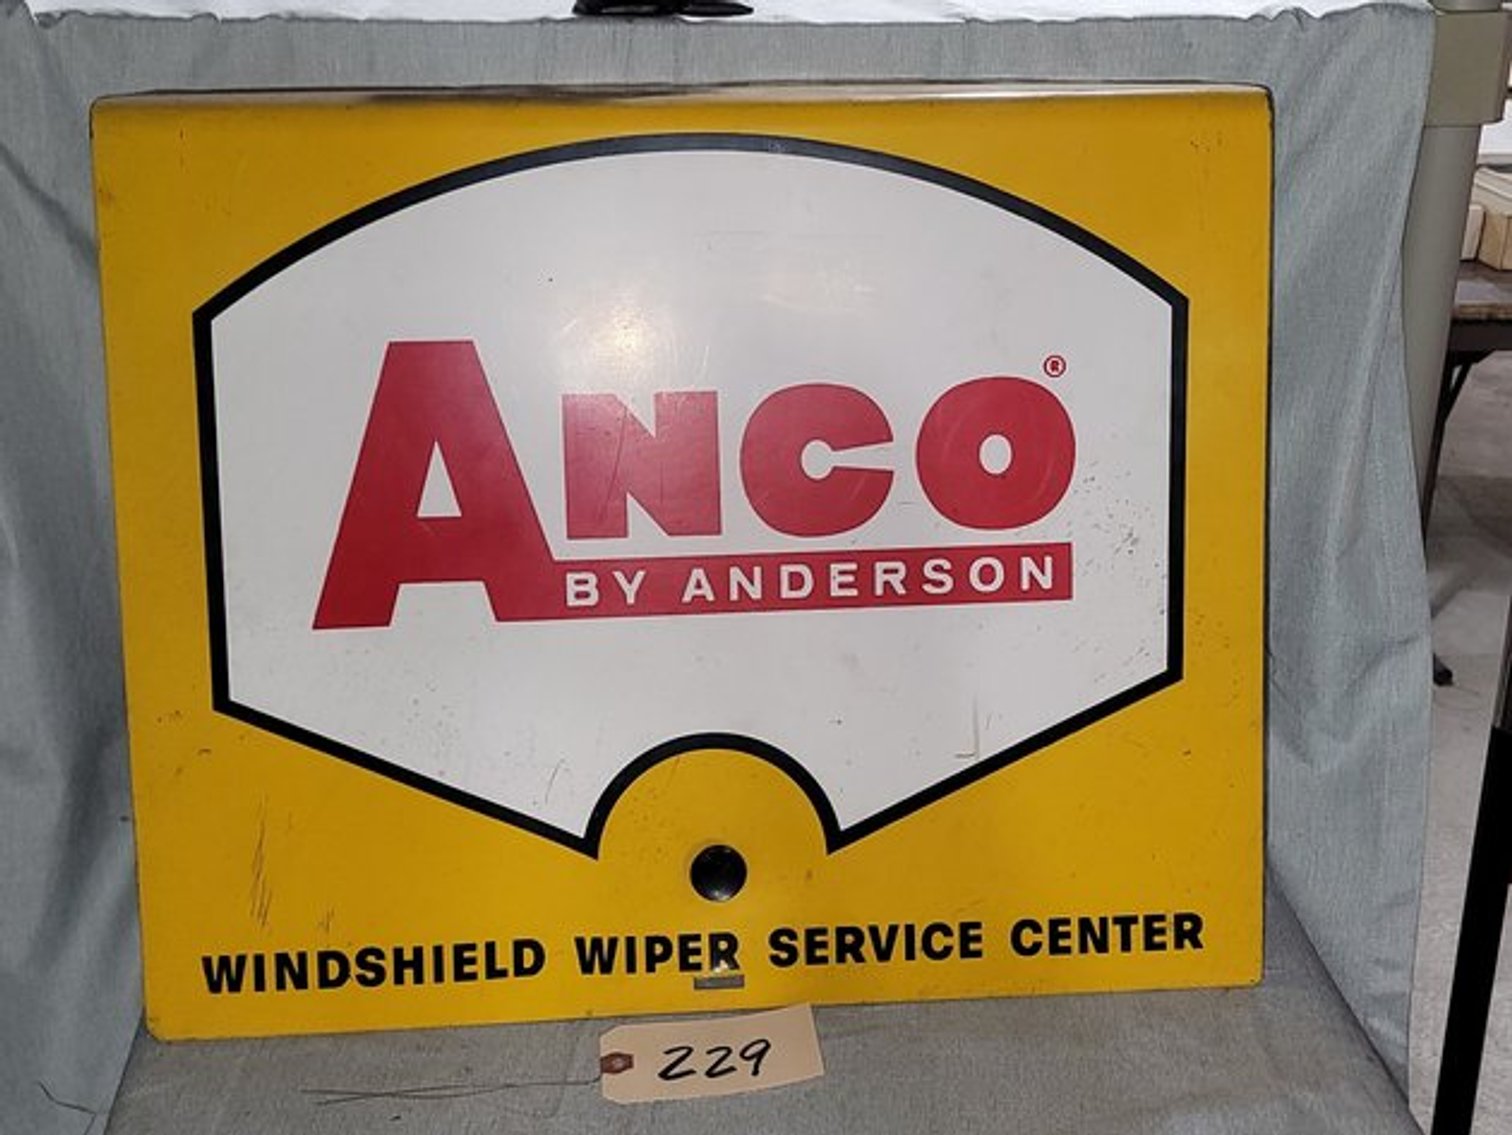 ANCO®
BY ANDERSON
WINDSHIELD WIPER SERVICE CENTER
229